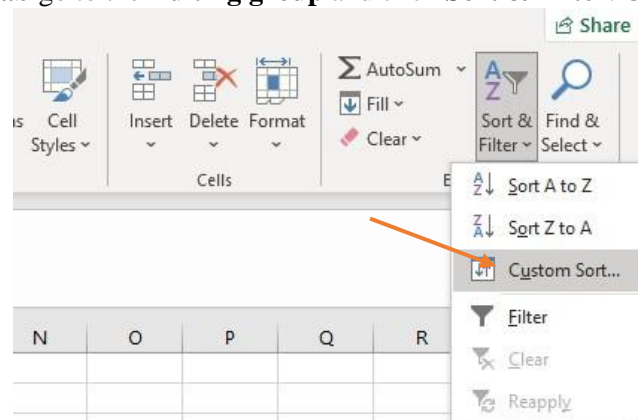 Share
Cell Styles
Insert
Delete
Format
Cells
AutoSum
Fill
Clear
Sort & Filter
Find & Select
Sort A to Z
Sort Z to A
Custom Sort...
Filter
Clear
Reapply
N O P Q R